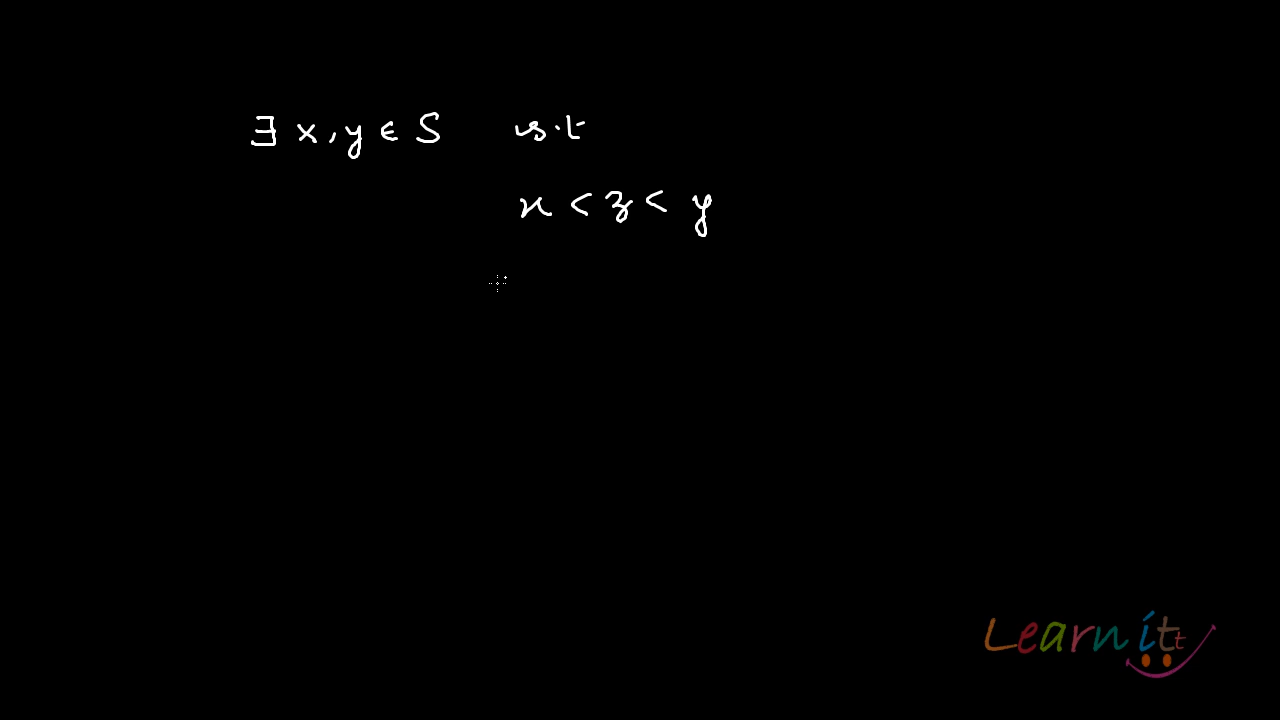 ∃ x, y ∈ S s.t
x < z < y
Learnitt